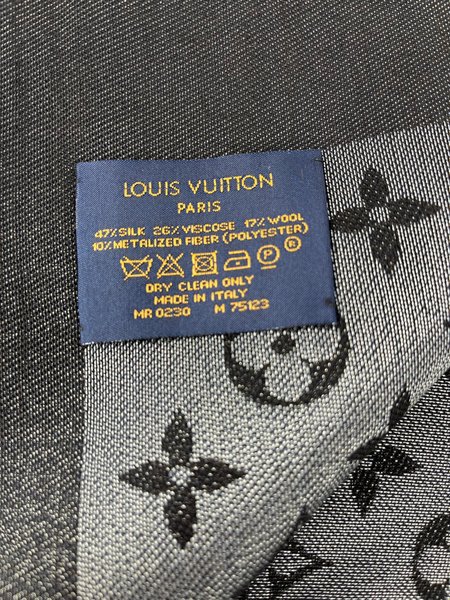 LOUIS VUITTON
PARIS
47%SILK 26%VISCOSE 17%WOOL
10%METALIZED FIBER (POLYESTER)
P ®
DRY CLEAN ONLY
MADE IN ITALY
MR 0230 M 75123